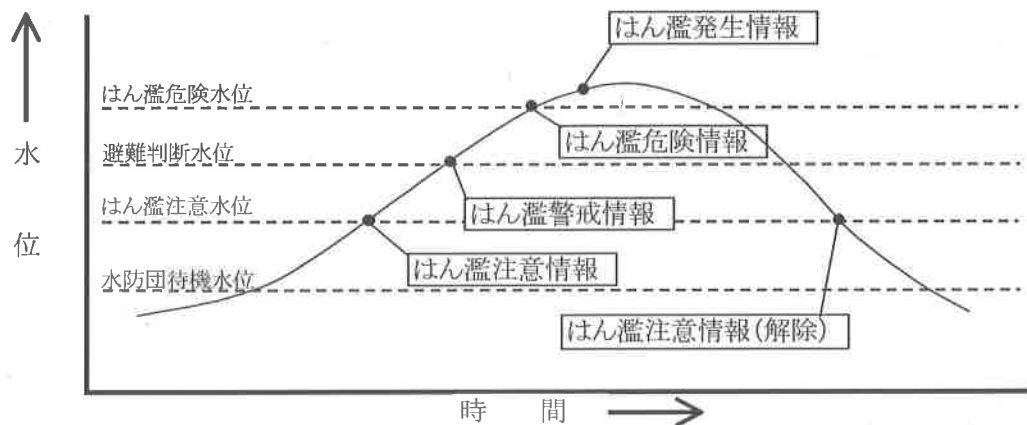 はん濫発生情報
はん濫危険水位
はん濫危険情報
避難判断水位
はん濫警戒情報
はん濫注意水位
はん濫注意情報
水防団待機水位
はん濫注意情報(解除)
水位
時間